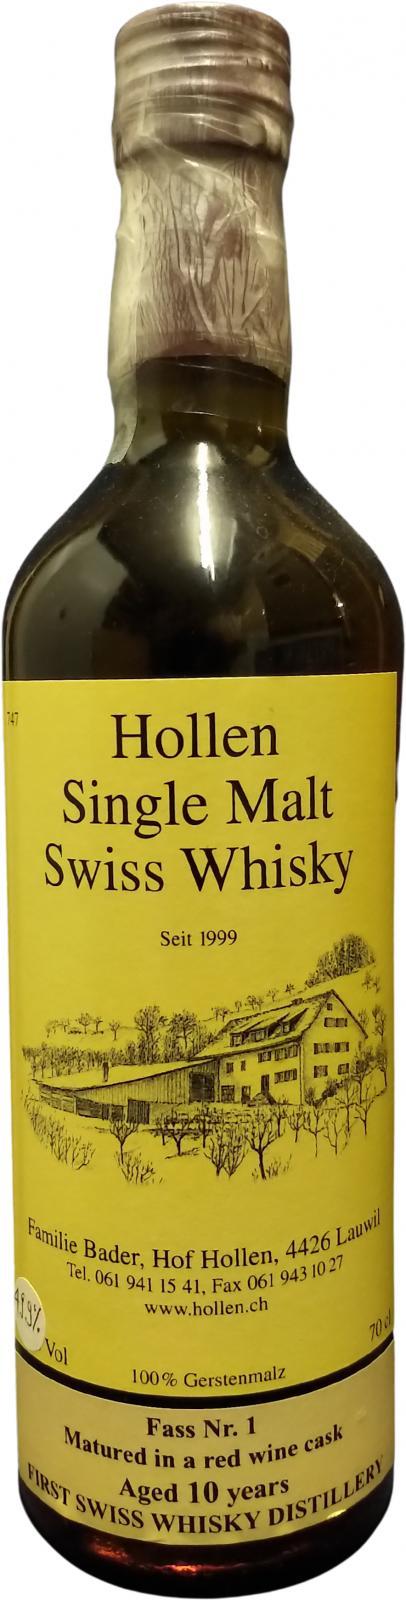 747
Hollen
Single Malt
Swiss Whisky
Seit 1999
Familie Bader, Hof Hollen, 4426 Lauwil
Tel. 061 941 15 41, Fax 061 943 10 27
www.hollen.ch
Vol
70 cl
100% Gerstenmalz
Fass Nr. 1
Matured in a red wine cask
Aged 10 years
FIRST SWISS WHISKY DISTILLERY